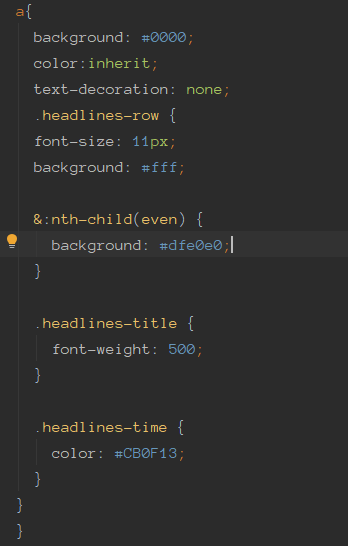 a{
background: #0000;
color:inherit;
text-decoration: none;
.headlines-row {
font-size: 11px;
background: #fff;
&:nth-child(even) {
background: #dfe0e0;
}
.headlines-title {
font-weight: 500;
}
.headlines-time {
color: #CB0F13;
}
}
}